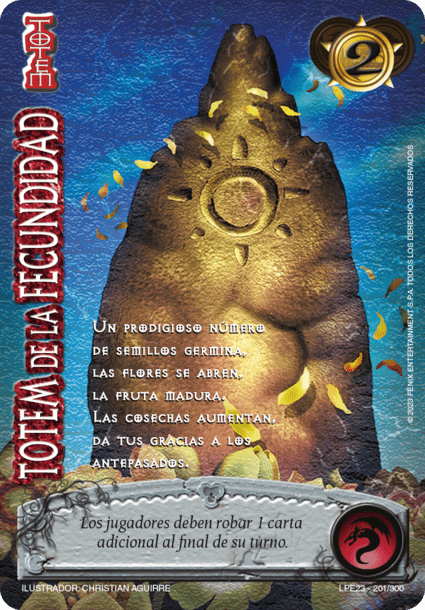 TOTEM
2
TOTEM DE LA FECUNDIDAD
Un prodigioso número
de semillos germina,
las flores se abren,
la fruta madura.
Las cosechas aumentan,
da tus gracias a los
antepasados.
© 2023 FÉNIX ENTERTAINMENT S.P.A. TODOS LOS DERECHOS RESERVADOS
Los jugadores deben robar 1 carta
adicional al final de su turno.
ILUSTRADOR: CHRISTIAN AGUIRRE
LPE23 - 201/300